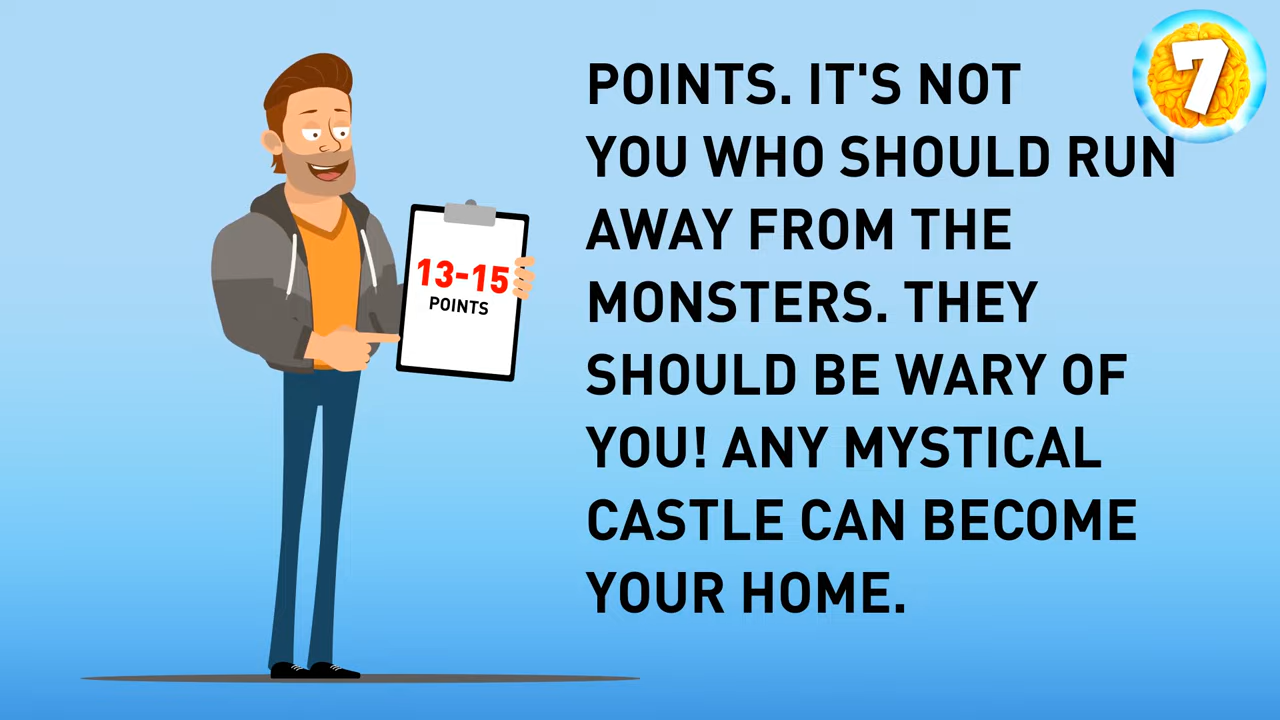 POINTS. IT'S NOT
YOU WHO SHOULD RUN
AWAY FROM THE
MONSTERS. THEY
SHOULD BE WARY OF
YOU! ANY MYSTICAL
CASTLE CAN BECOME
YOUR HOME.
13-15
POINTS
7